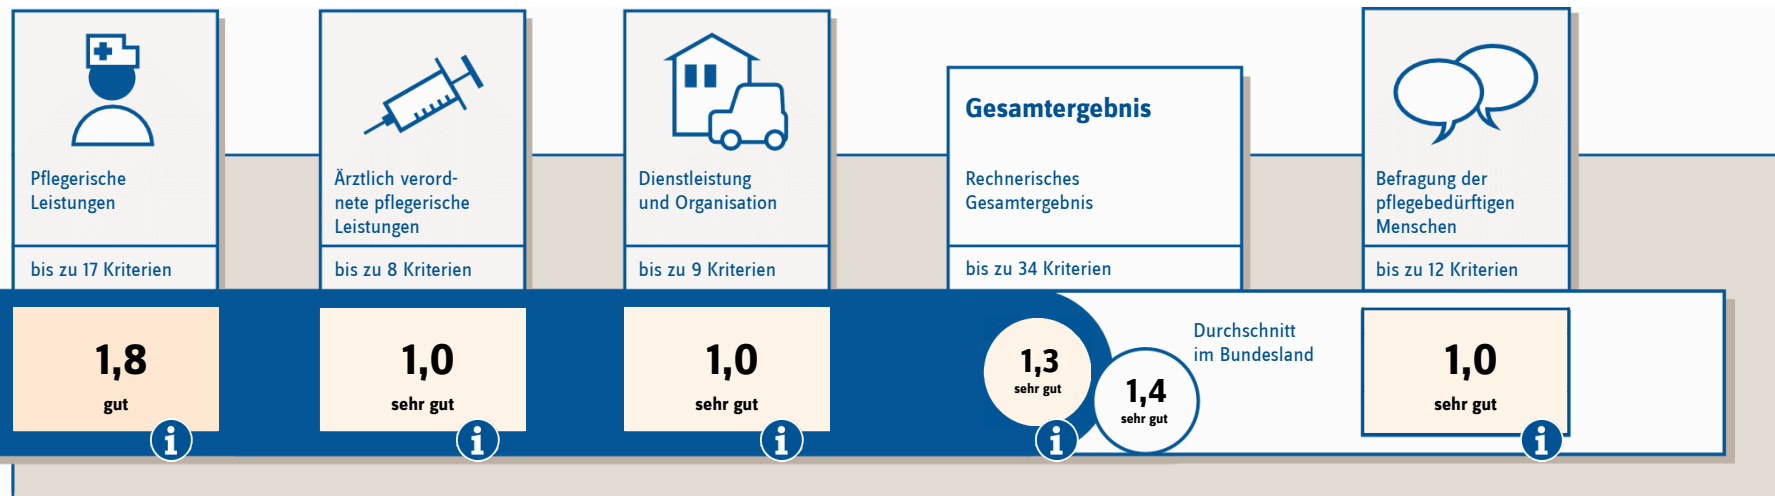 Pflegerische
Leistungen
bis zu 17 Kriterien
1,8
gut
Ärztlich verord-
nete pflegerische
Leistungen
bis zu 8 Kriterien
1,0
sehr gut
Dienstleistung
und Organisation
bis zu 9 Kriterien
1,0
sehr gut
Gesamtergebnis
Rechnerisches
Gesamtergebnis
bis zu 34 Kriterien
1,3
sehr gut
1,4
sehr gut
Durchschnitt
im Bundesland
Befragung der
pflegebedürftigen
Menschen
bis zu 12 Kriterien
1,0
sehr gut